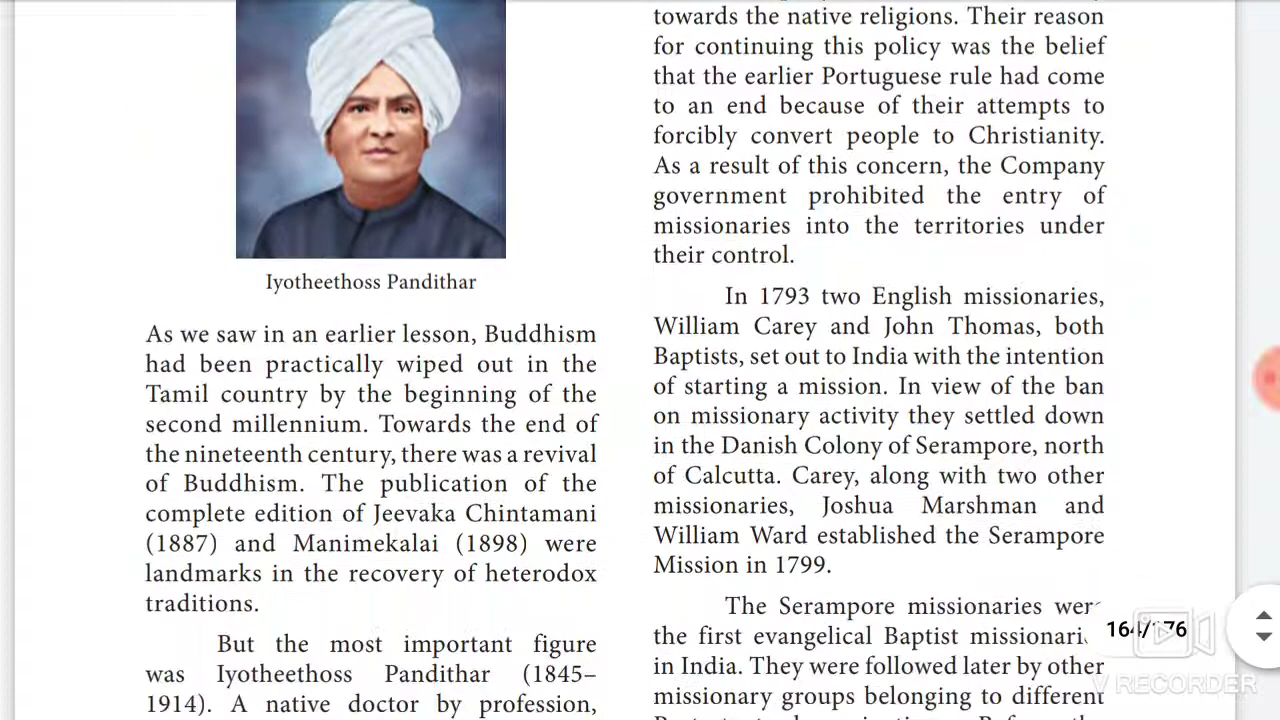 Iyotheethoss Pandithar
As we saw in an earlier lesson, Buddhism
had been practically wiped out in the
Tamil country by the beginning of the
second millennium. Towards the end of
the nineteenth century, there was a revival
of Buddhism. The publication of the
complete edition of Jeevaka Chintamani
(1887) and Manimekalai (1898) were
landmarks in the recovery of heterodox
traditions.
But the most important figure
was Iyotheethoss Pandithar (1845–
1914). A native doctor by profession,
towards the native religions. Their reason
for continuing this policy was the belief
that the earlier Portuguese rule had come
to an end because of their attempts to
forcibly convert people to Christianity.
As a result of this concern, the Company
government prohibited the entry of
missionaries into the territories under
their control.
In 1793 two English missionaries,
William Carey and John Thomas, both
Baptists, set out to India with the intention
of starting a mission. In view of the ban
on missionary activity they settled down
in the Danish Colony of Serampore, north
of Calcutta. Carey, along with two other
missionaries, Joshua Marshman and
William Ward established the Serampore
Mission in 1799.
The Serampore missionaries were
the first evangelical Baptist missionari
in India. They were followed later by other
missionary groups belonging to different
164/176
V RECORDER